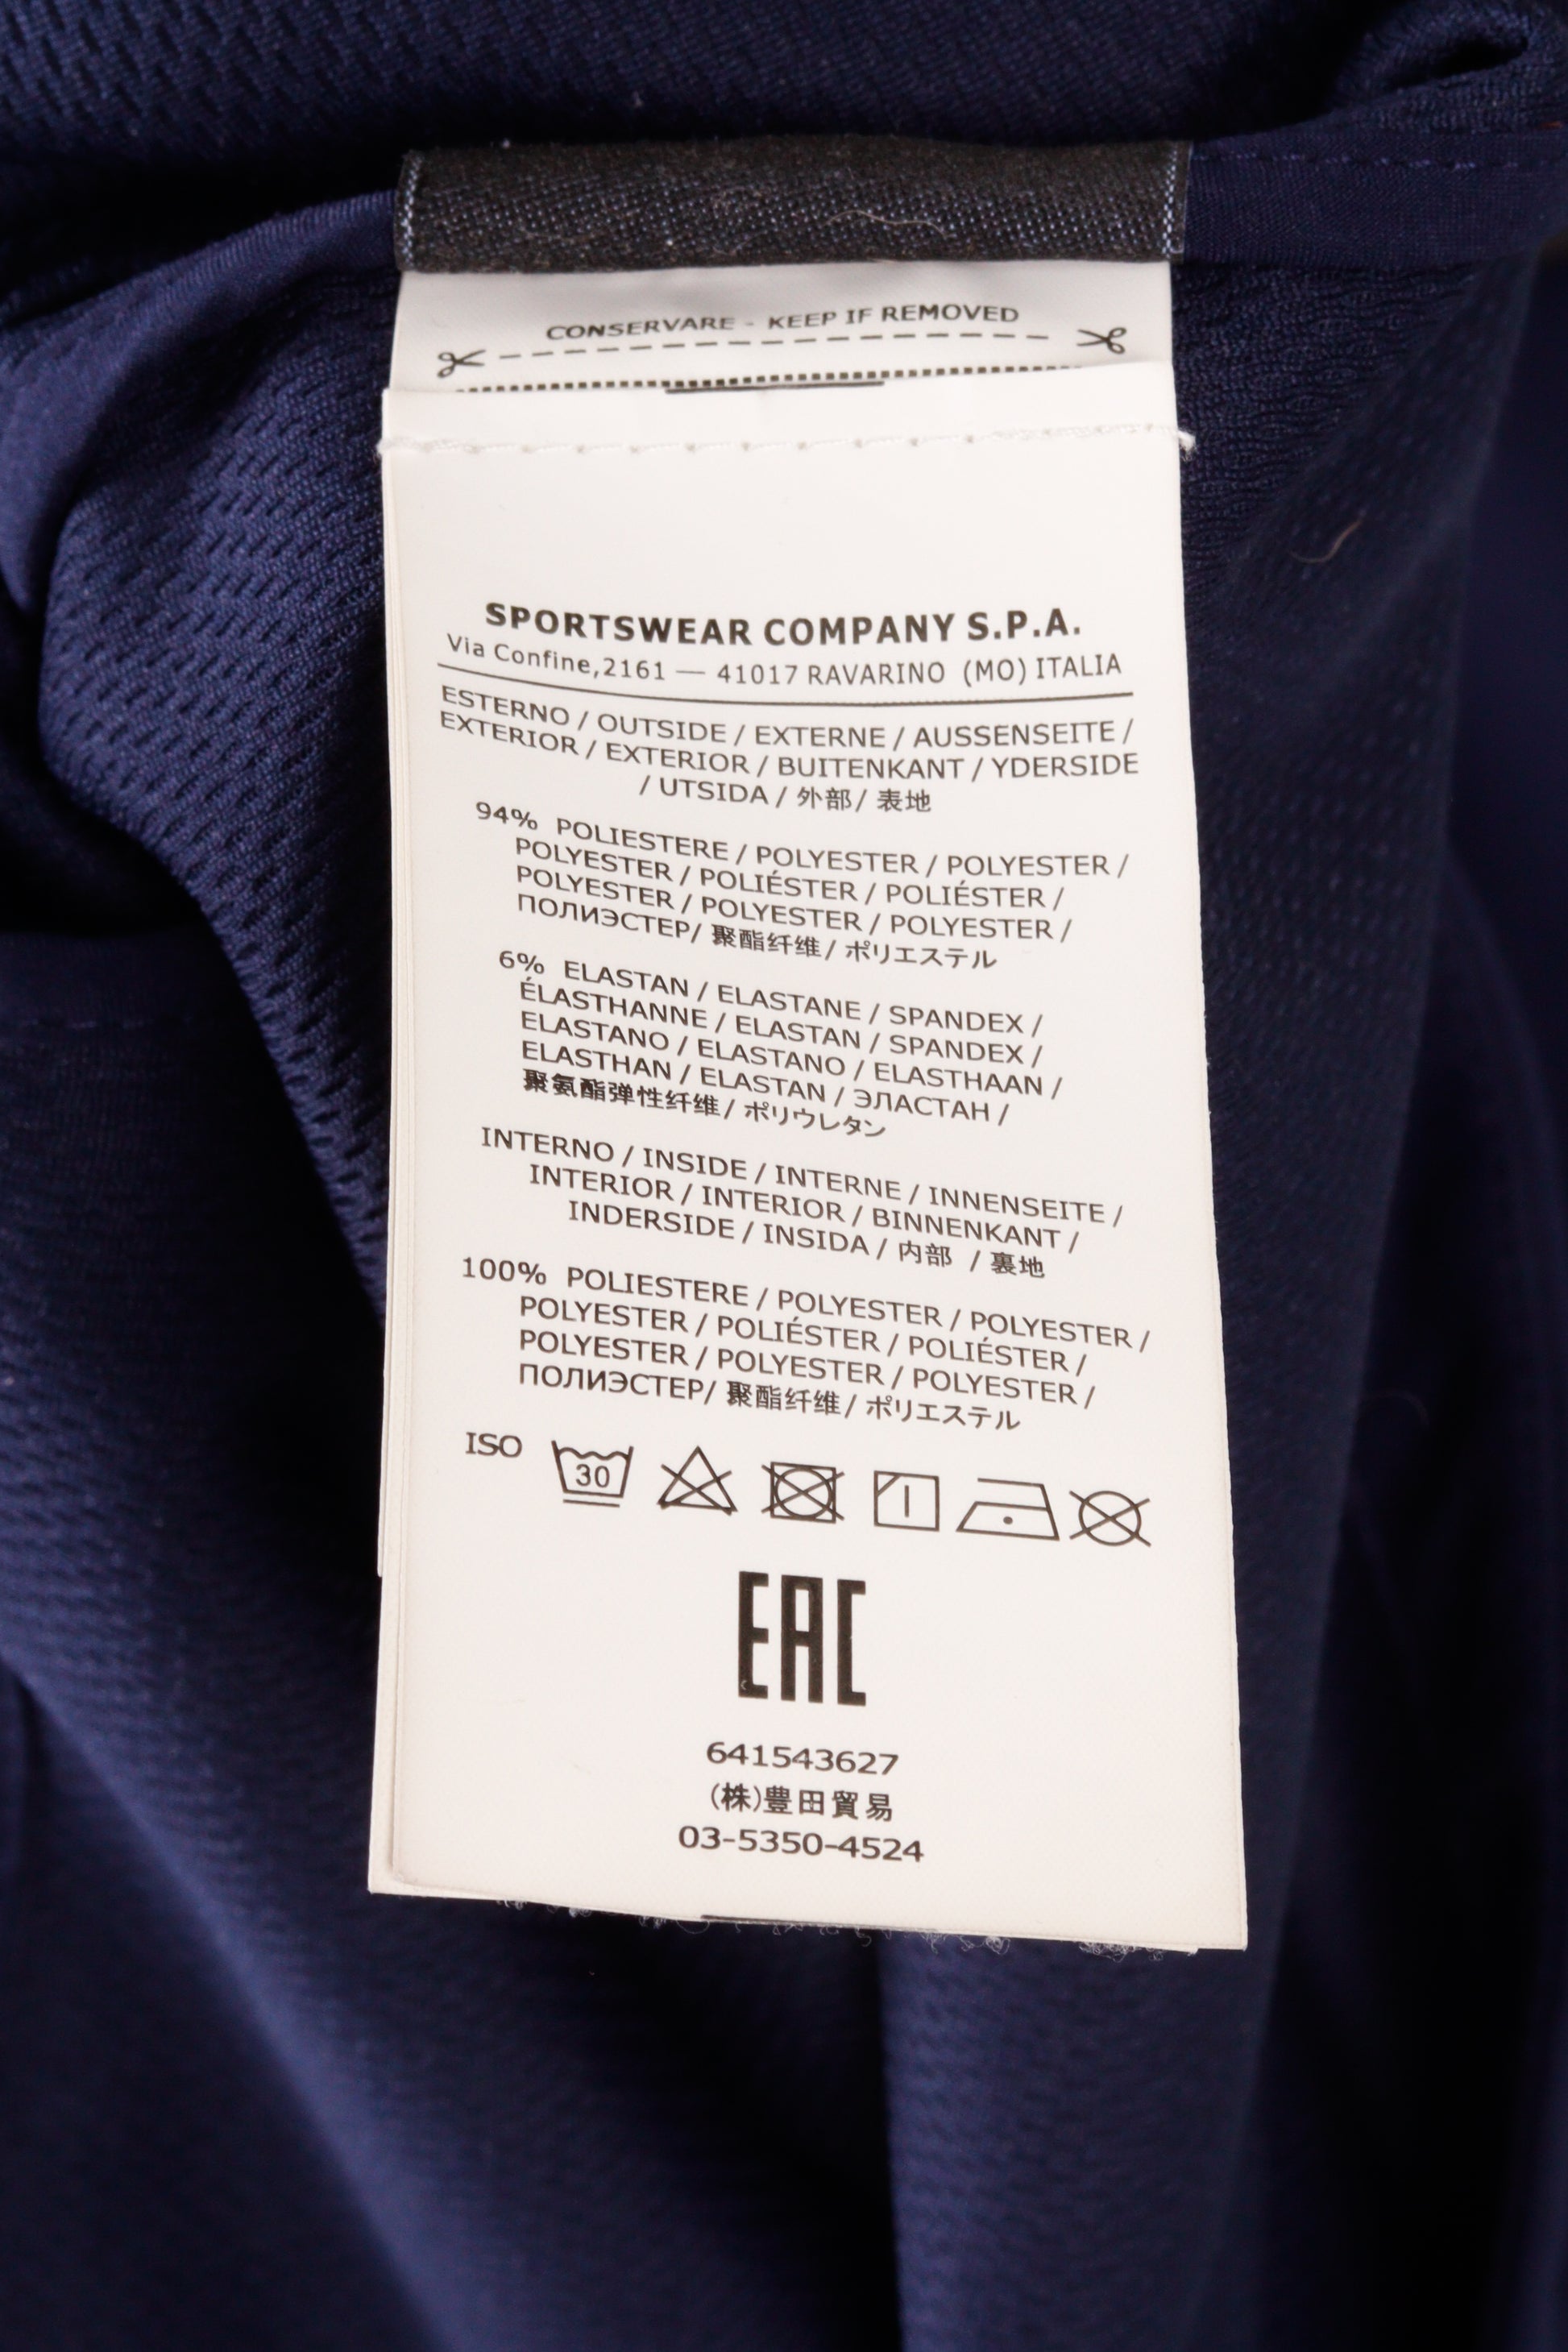 CONSERVARE - KEEP IF REMOVED
SPORTSWEAR COMPANY S.P.A.
Via Confine,2161 — 41017 RAVARINO (MO) ITALIA
ESTERNO / OUTSIDE / EXTERNE / AUSSENSEITE /
EXTERIOR / EXTERIOR / BUITENKANT / YDERSIDE
/ UTSIDA / 外部/ 表地
94% POLIESTERE / POLYESTER / POLYESTER /
POLYESTER / POLIÉSTER / POLIÉSTER /
POLYESTER / POLYESTER / POLYESTER /
ПОЛИЭСТЕР/ 聚酯纤维/ ポリエステル
6% ELASTAN / ELASTANE / SPANDEX /
ÉLASTHANNE / ELASTAN / SPANDEX /
ELASTANO / ELASTANO / ELASTHAAN /
ELASTHAN / ELASTAN / ЭЛАСТАН /
聚氨酯弹性纤维/ ポリウレタン
INTERNO / INSIDE / INTERNE / INNENSEITE /
INTERIOR / INTERIOR / BINNENKANT /
INDERSIDE / INSIDA / 内部 / 裏地
100% POLIESTERE / POLYESTER / POLYESTER /
POLYESTER / POLIÉSTER / POLIÉSTER /
POLYESTER / POLYESTER / POLYESTER /
ПОЛИЭСТЕР/ 聚酯纤维/ ポリエステル
ISO 30
EAC
641543627
(株)豊田貿易
03-5350-4524